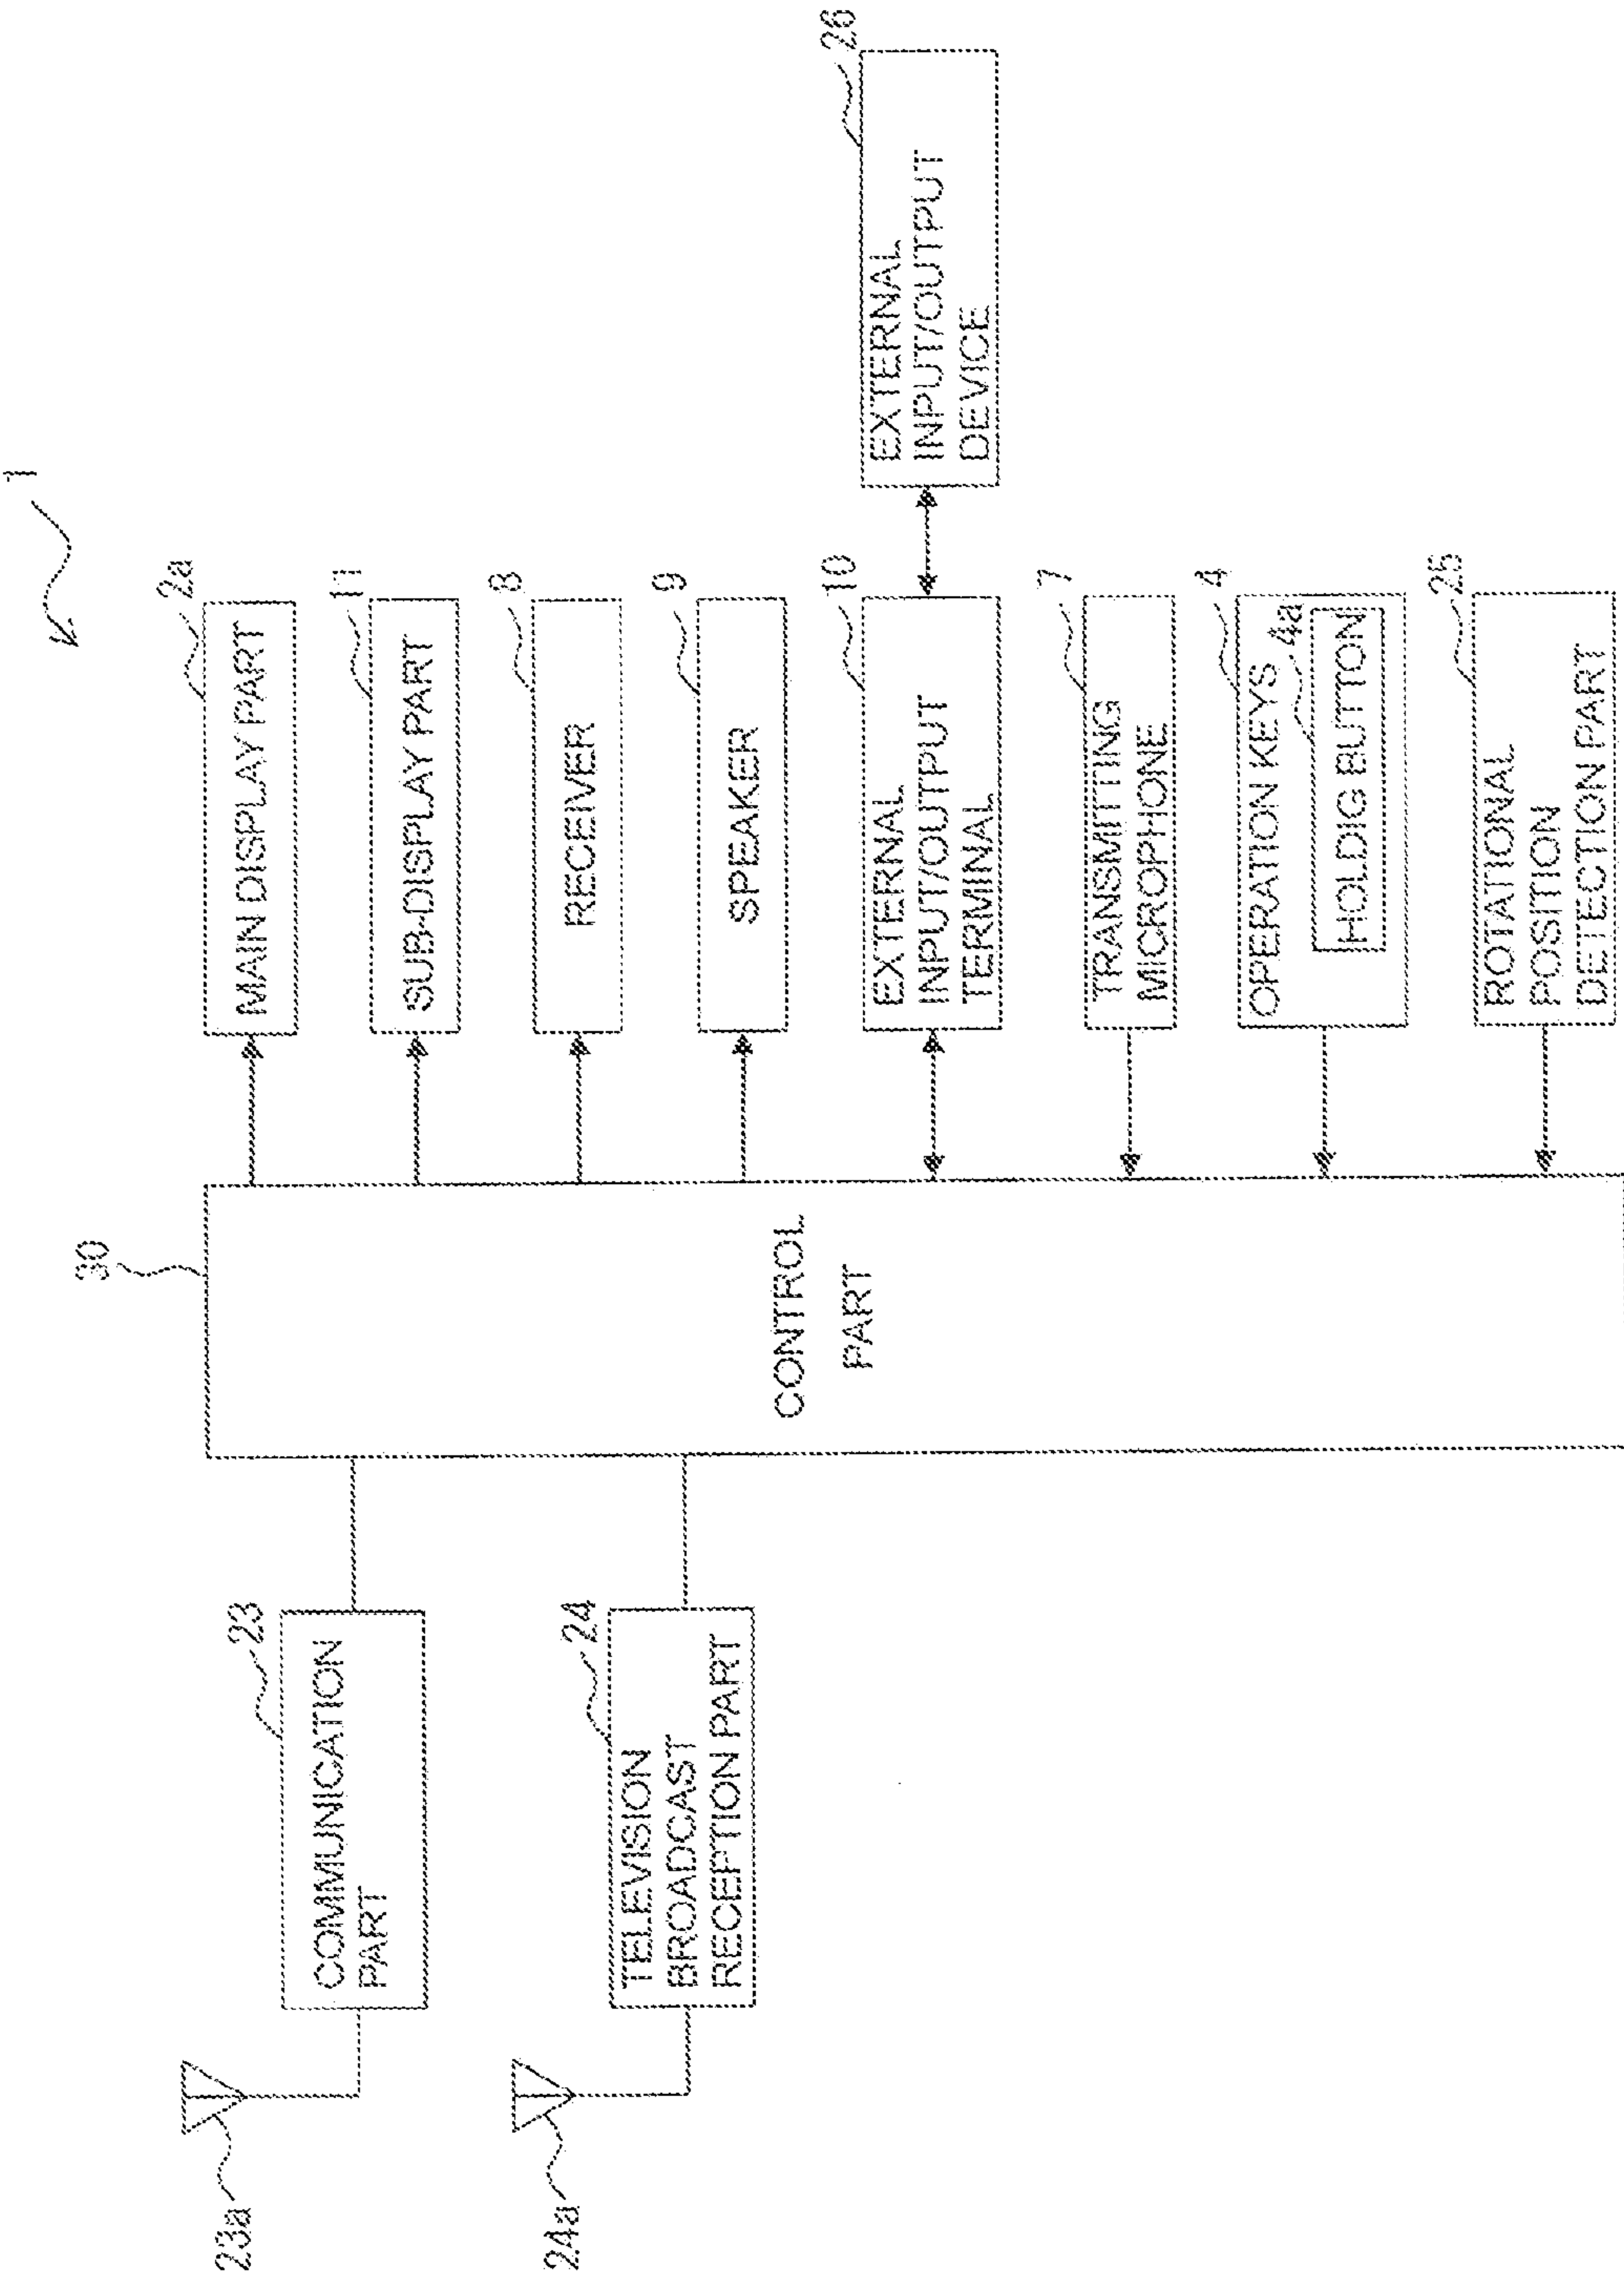 1
23a
23
COMMUNICATION
PART
24a
24
TELEVISION
BROADCAST
RECEPTION PART
30
CONTROL
PART
2a
MAIN DISPLAY PART
11
SUB-DISPLAY PART
8
RECEIVER
9
SPEAKER
10
EXTERNAL
INPUT/OUTPUT
TERMINAL
26
EXTERNAL
INPUT/OUTPUT
DEVICE
7
TRANSMITTING
MICROPHONE
4
OPERATION KEYS
4a
HOLDIG BUTTON
25
ROTATIONAL
POSITION
DETECTION PART